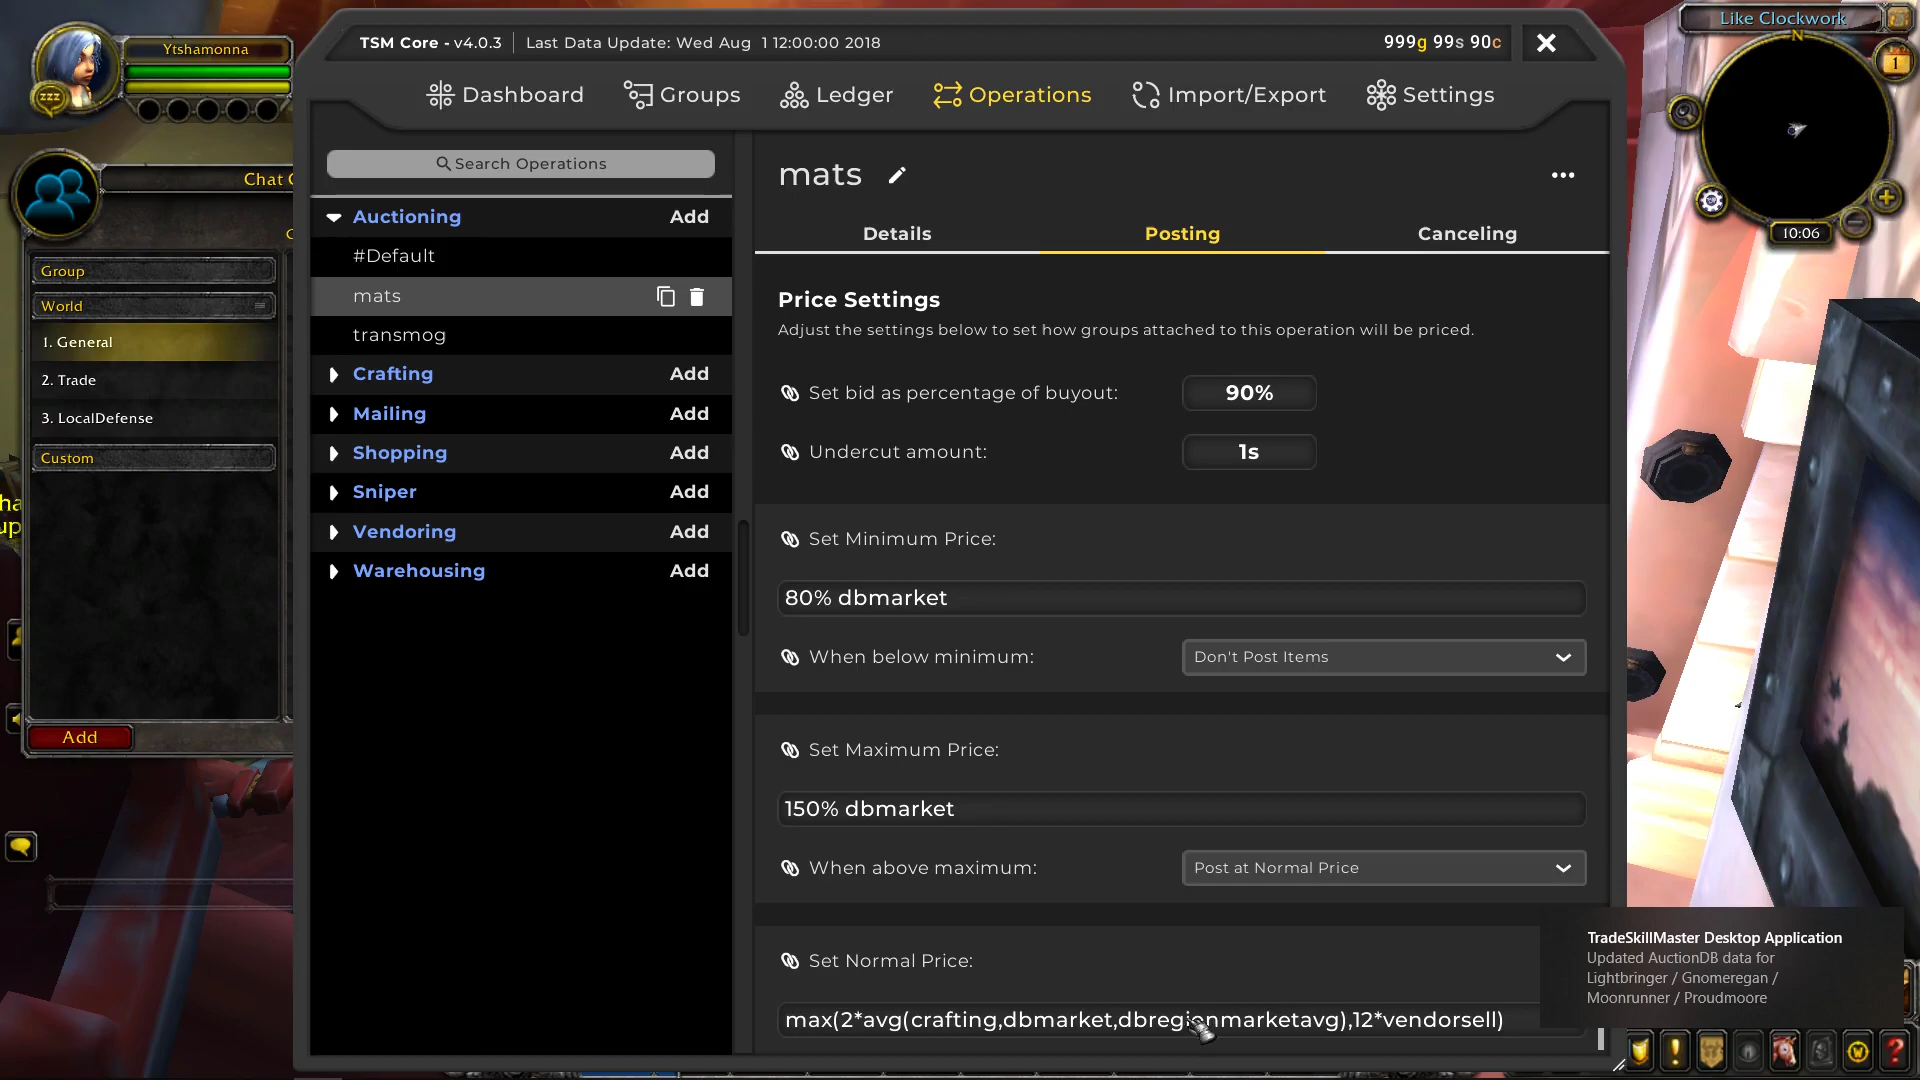 Ytshamonna
zzz
TSM Core - v4.0.3
Last Data Update: Wed Aug 1 12:00:00 2018
999g 99s 90c
Like Clockwork
N
1
10:06
Dashboard
Groups
Ledger
Operations
Import/Export
Settings
Chat
Group
World
1. General
2. Trade
3. LocalDefense
Custom
Add
Search Operations
Auctioning Add
#Default
mats
transmog
Crafting Add
Mailing Add
Shopping Add
Sniper Add
Vendoring Add
Warehousing Add
mats
Details
Posting
Canceling
Price Settings
Adjust the settings below to set how groups attached to this operation will be priced.
Set bid as percentage of buyout: 90%
Undercut amount: 1s
Set Minimum Price:
80% dbmarket
When below minimum: Don't Post Items
Set Maximum Price:
150% dbmarket
When above maximum: Post at Normal Price
Set Normal Price:
max(2*avg(crafting,dbmarket,dbregionmarketavg),12*vendorsell)
TradeSkillMaster Desktop Application
Updated AuctionDB data for
Lightbringer / Gnomeregan /
Moonrunner / Proudmoore